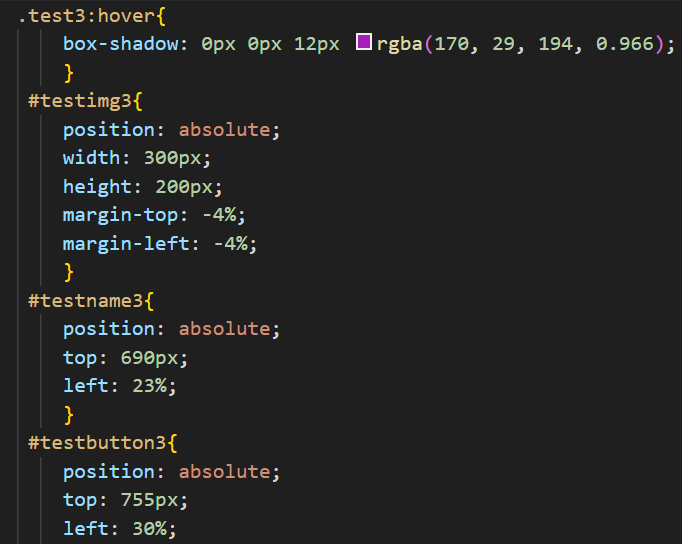 .test3:hover{
box-shadow: 0px 0px 12px rgba(170, 29, 194, 0.966);
}
#testimg3{
position: absolute;
width: 300px;
height: 200px;
margin-top: -4%;
margin-left: -4%;
}
#testname3{
position: absolute;
top: 690px;
left: 23%;
}
#testbutton3{
position: absolute;
top: 755px;
left: 30%;